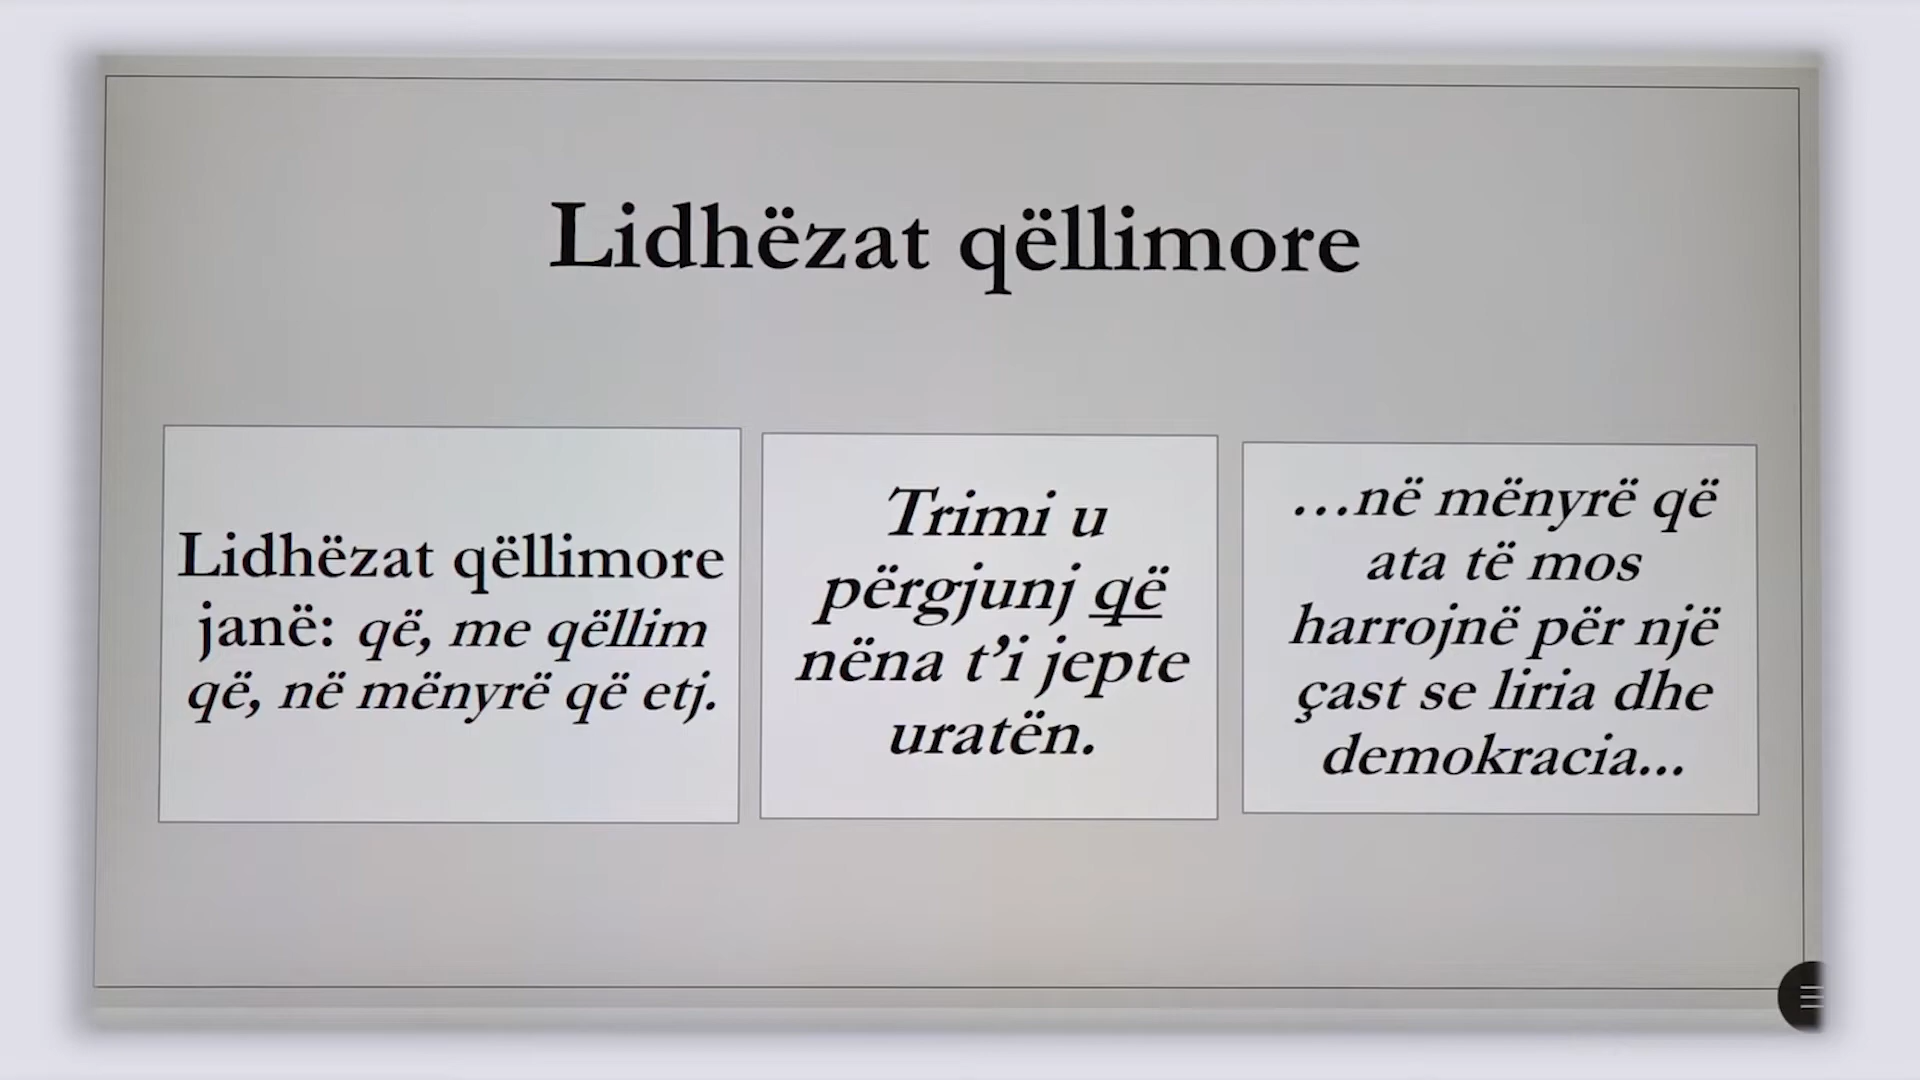 Lidhëzat qëllimore
Lidhëzat qëllimore
janë: që, me qëllim
që, në mënyrë që etj.
Trimi u
përgjunj që
nëna t’i jepte
uratën.
…në mënyrë që
ata të mos
harrojnë për një
çast se liria dhe
demokracia...